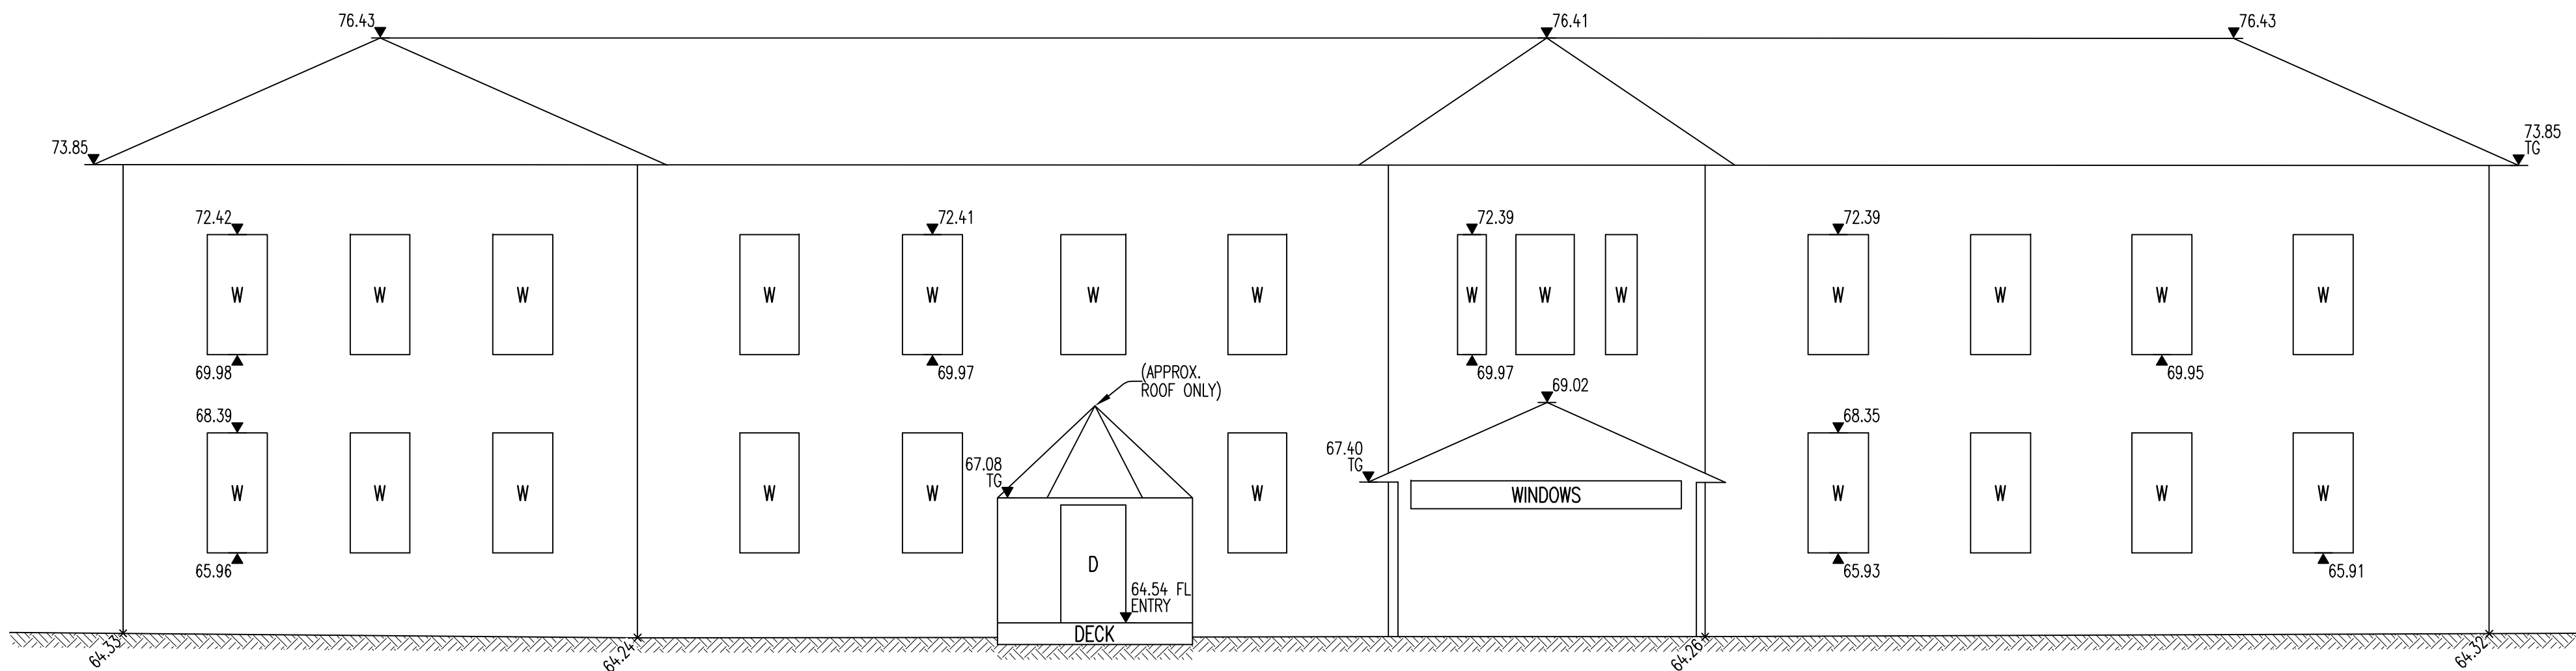 76.43
76.41
76.43
73.85
73.85
TG
72.42
72.41
72.39
72.39
W
W
W
W
W
W
W
W
W
W
W
W
W
W
69.98
69.97
69.97
69.95
(APPROX.
ROOF ONLY)
69.02
68.39
68.35
67.08
TG
67.40
TG
W
W
W
W
W
W
WINDOWS
W
W
W
W
65.96
65.93
65.91
D
64.54 FL
ENTRY
DECK
64.33
64.24
64.26
64.32